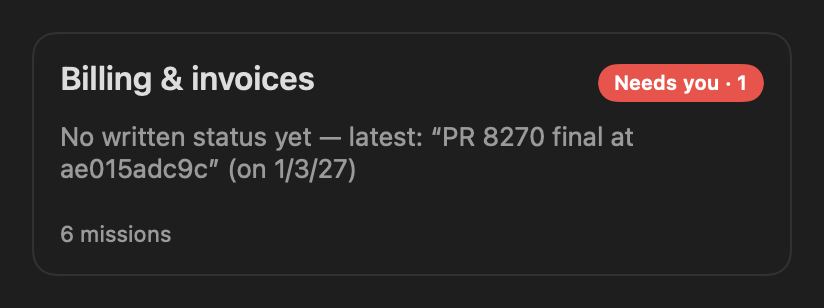 Billing & invoices
Needs you · 1
No written status yet — latest: “PR 8270 final at
ae015adc9c” (on 1/3/27)
6 missions